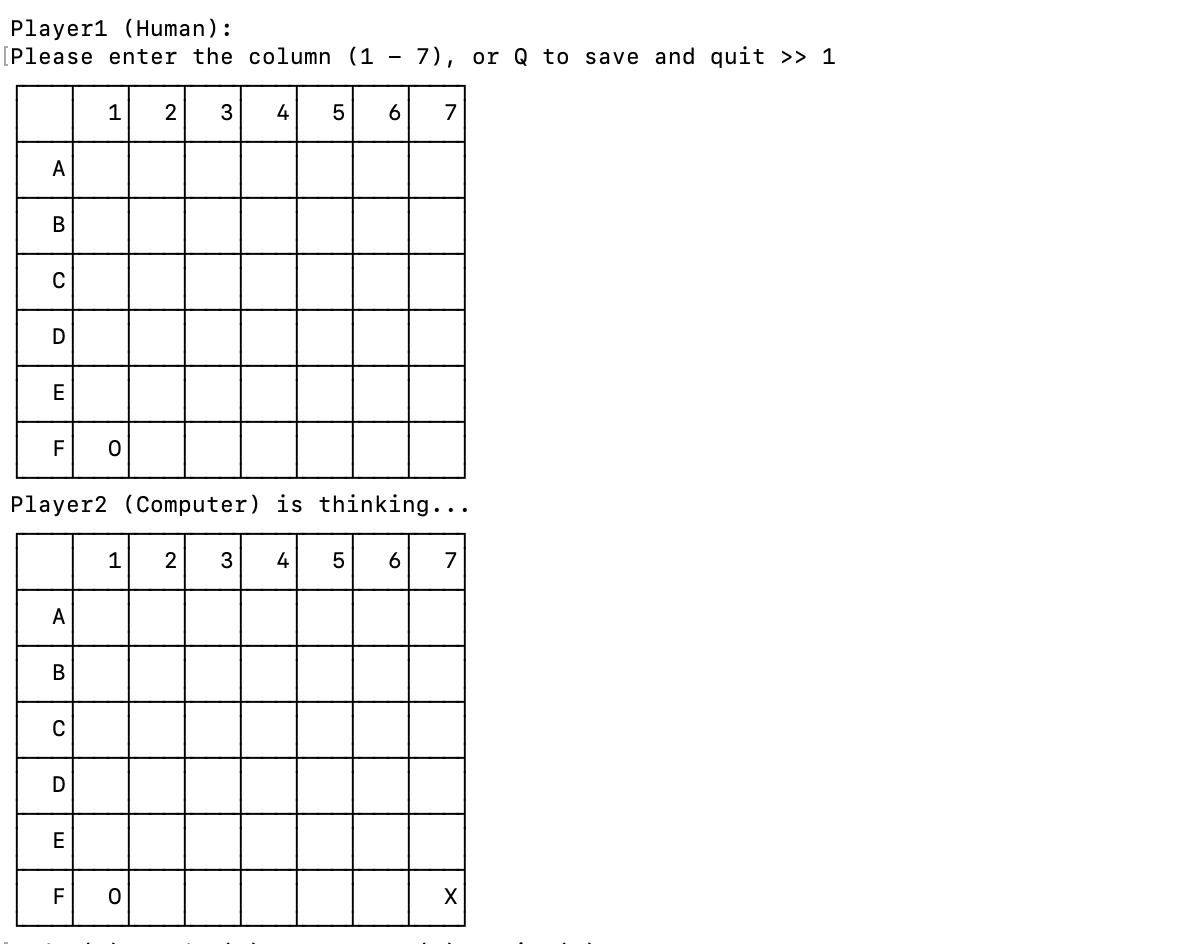 Player1 (Human):
Please enter the column (1 – 7), or Q to save and quit >> 1
1 2 3 4 5 6 7
A
B
C
D
E
F O
Player2 (Computer) is thinking...
1 2 3 4 5 6 7
A
B
C
D
E
F O X